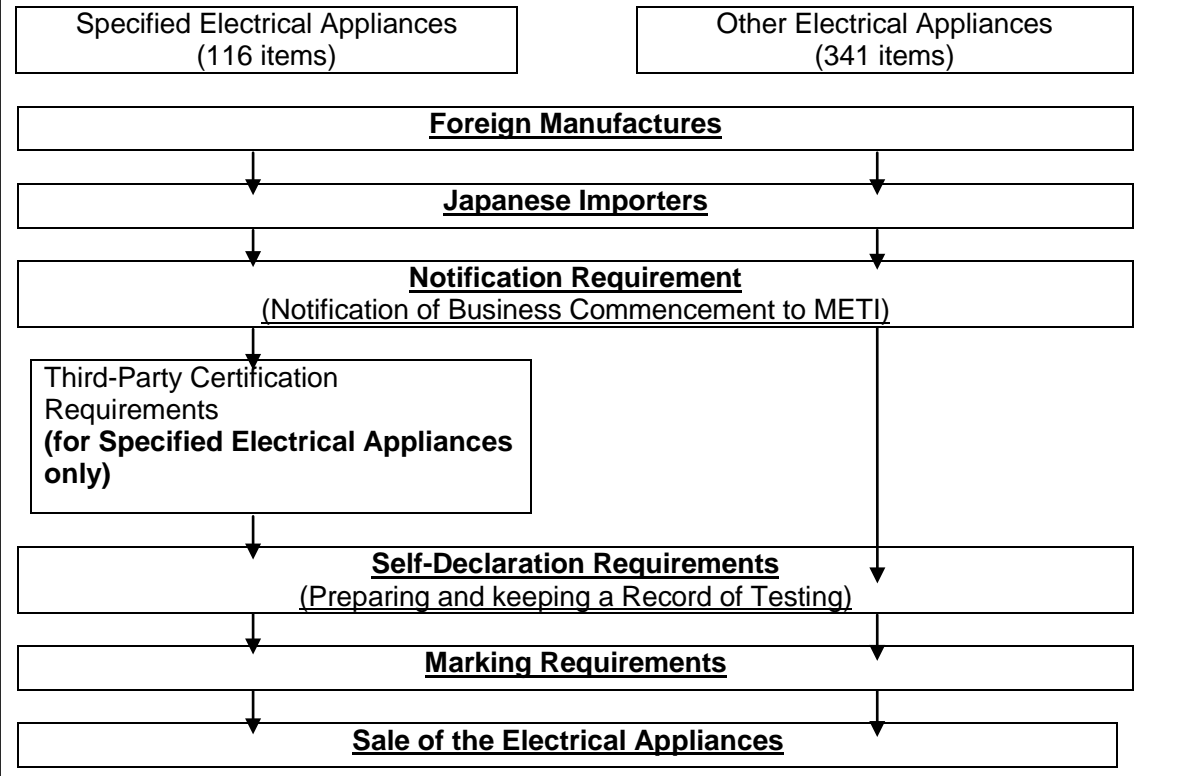 Specified Electrical Appliances
(116 items)
Other Electrical Appliances
(341 items)
Foreign Manufactures
Japanese Importers
Notification Requirement
(Notification of Business Commencement to METI)
Third-Party Certification
Requirements
(for Specified Electrical Appliances
only)
Self-Declaration Requirements
(Preparing and keeping a Record of Testing)
Marking Requirements
Sale of the Electrical Appliances